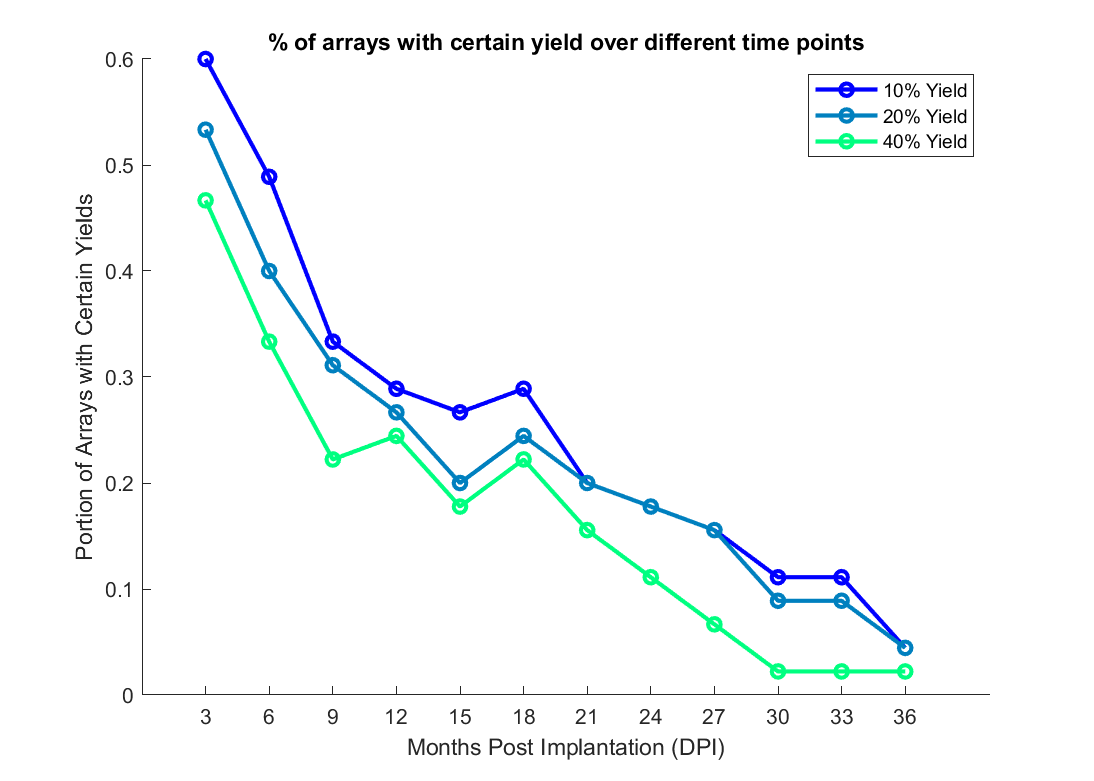 % of arrays with certain yield over different time points
10% Yield
20% Yield
40% Yield
Portion of Arrays with Certain Yields
0.6
0.5
0.4
0.3
0.2
0.1
0
3 6 9 12 15 18 21 24 27 30 33 36
Months Post Implantation (DPI)